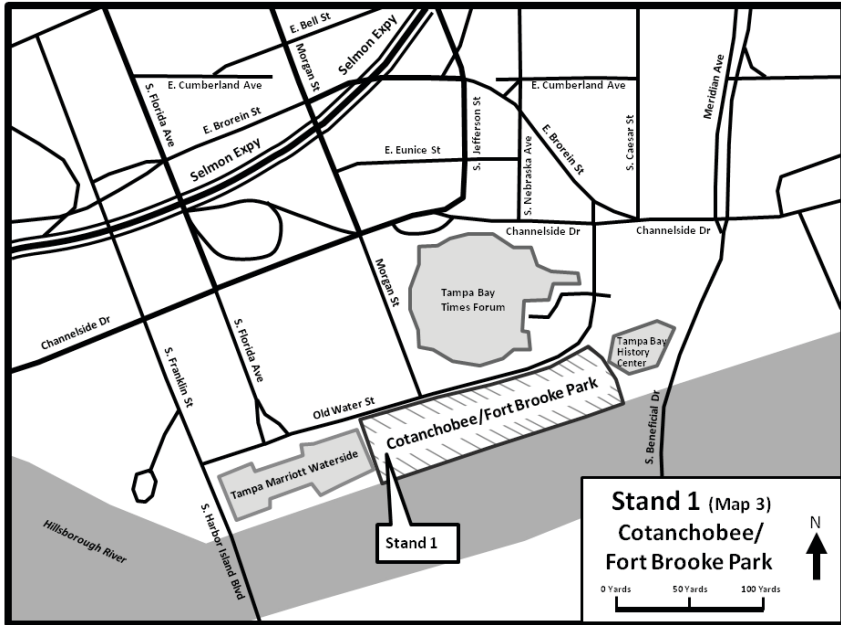 E. Bell St
Morgan St
Selmon Expy
Meridian Ave
E. Cumberland Ave
E. Cumberland Ave
S. Florida Ave
E. Brorein St
S. Jefferson St
S. Caesar St
E. Brorein St
Selmon Expy
E. Eunice St
S. Nebraska Ave
Channelside Dr
Channelside Dr
Morgan St
Tampa Bay
Times Forum
Channelside Dr
S. Florida Ave
S. Franklin St
Tampa Bay
History
Center
Old Water St
Cotanchobee/Fort Brooke Park
S. Beneficial Dr
Tampa Marriott Waterside
Hillsborough River
S. Harbor Island Blvd
Stand 1
Stand 1 (Map 3)
Cotanchobee/
Fort Brooke Park
N
0 Yards 50 Yards 100 Yards